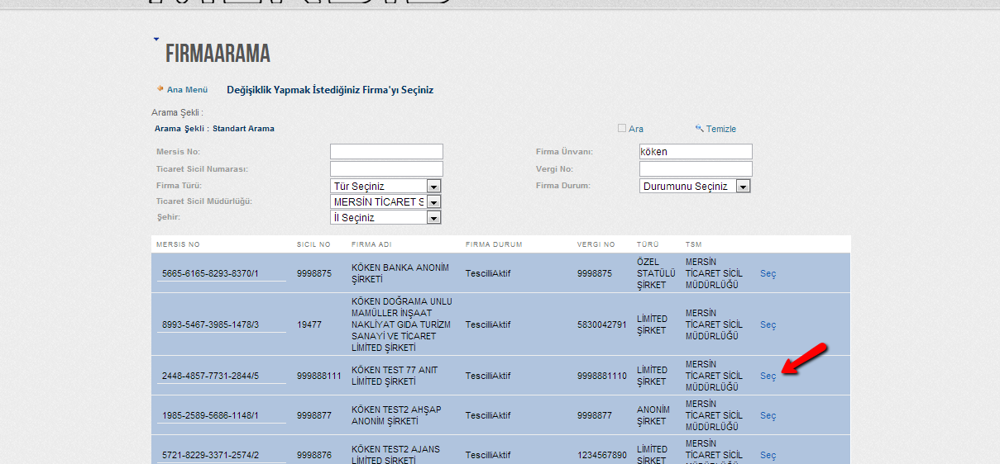 FIRMAARAMA
Ana Menü Değişiklik Yapmak İstediğiniz Firma'yı Seçiniz
Arama Şekli :
Arama Şekli : Standart Arama Ara Temizle
Mersis No: Firma Ünvanı: köken
Ticaret Sicil Numarası: Vergi No:
Firma Türü: Tür Seçiniz Firma Durum: Durumunu Seçiniz
Ticaret Sicil Müdürlüğü: MERSİN TİCARET S
Şehir: İl Seçiniz
MERSIS NO SICIL NO FIRMA ADI FIRMA DURUM VERGI NO TÜRÜ TSM
5665-6165-8293-8370/1 9998875 KÖKEN BANKA ANONİM ŞİRKETİ TescilliAktif 9998875 ÖZEL STATÜLÜ ŞİRKET MERSİN TİCARET SİCİL MÜDÜRLÜĞÜ Seç
8993-5467-3985-1478/3 19477 KÖKEN DOĞRAMA UNLU MAMÜLLER İNŞAAT NAKLİYAT GIDA TURİZM SANAYİ VE TİCARET LİMİTED ŞİRKETİ TescilliAktif 5830042791 LİMİTED ŞİRKET MERSİN TİCARET SİCİL MÜDÜRLÜĞÜ Seç
2448-4857-7731-2844/5 999888111 KÖKEN TEST 77 ANIT LİMİTED ŞİRKETİ TescilliAktif 9998881110 LİMİTED ŞİRKET MERSİN TİCARET SİCİL MÜDÜRLÜĞÜ Seç
1985-2589-5686-1148/1 9998877 KÖKEN TEST2 AHŞAP ANONİM ŞİRKETİ TescilliAktif 9998877 ANONİM ŞİRKET MERSİN TİCARET SİCİL MÜDÜRLÜĞÜ Seç
5721-8229-3371-2574/2 9998876 KÖKEN TEST2 AJANS LİMİTED ŞİRKETİ TescilliAktif 1234567890 LİMİTED ŞİRKET MERSİN TİCARET SİCİL Seç